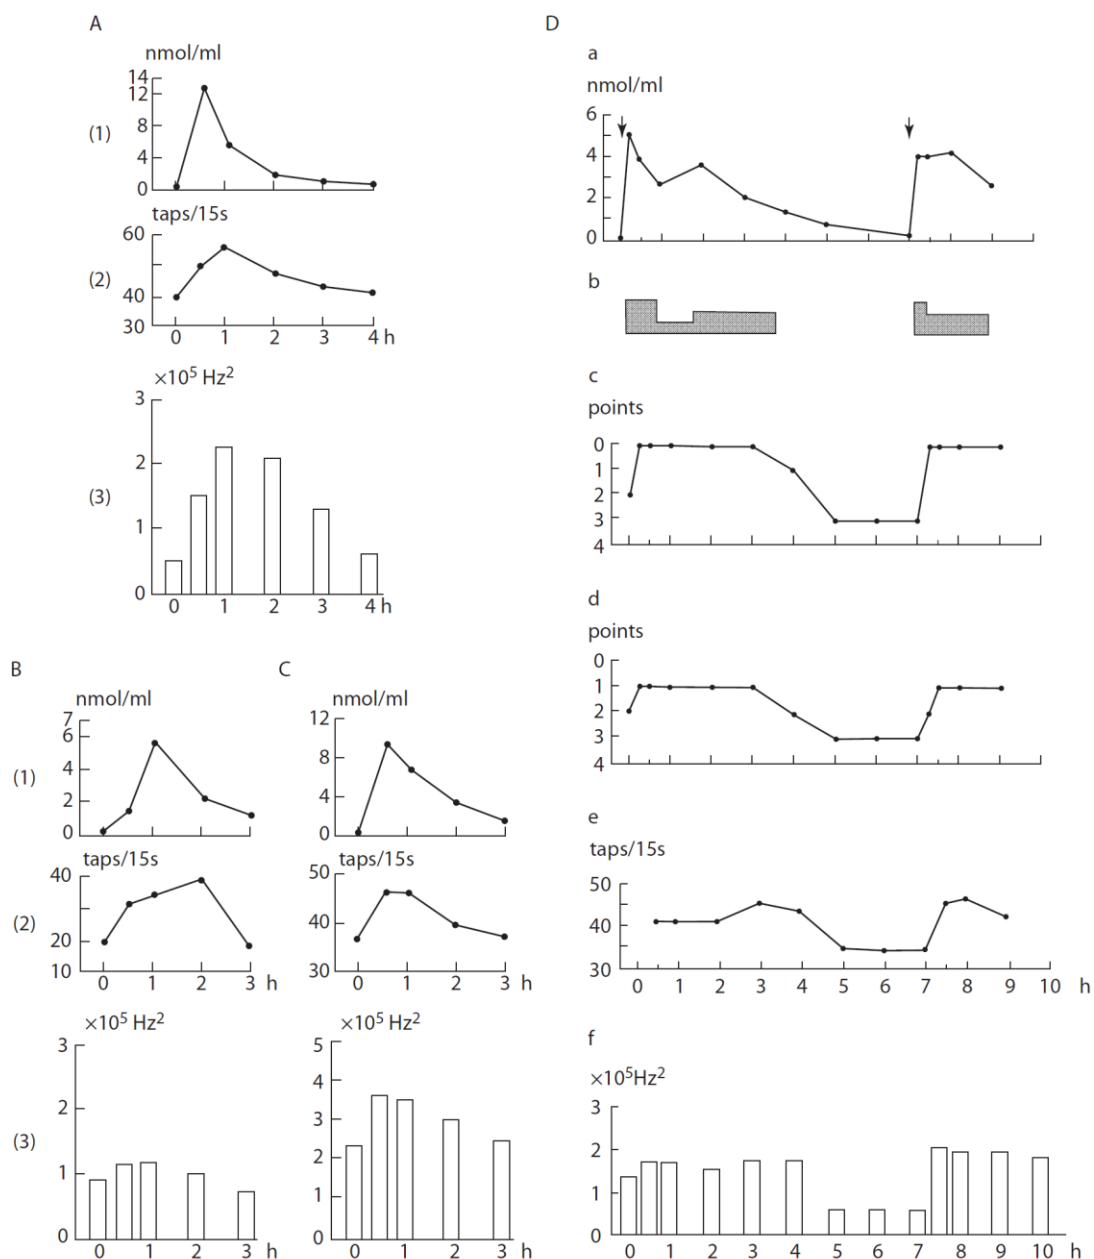 A
nmol/ml
14
12
8
4
0
(1)
taps/15s
60
40
30
(2)
0 1 2 3 4 h
×10⁵ Hz²
3
2
1
0
(3)
0 1 2 3 4 h
B
nmol/ml
7
6
4
2
0
(1)
taps/15s
40
20
10
(2)
0 1 2 3 h
×10⁵ Hz²
3
2
1
0
(3)
0 1 2 3 h
C
nmol/ml
12
8
4
0
taps/15s
50
40
30
0 1 2 3 h
×10⁵ Hz²
5
4
3
2
1
0
0 1 2 3 h
D
a
nmol/ml
6
4
2
0
b
c
points
0
1
2
3
4
d
points
0
1
2
3
4
e
taps/15s
50
40
30
0 1 2 3 4 5 6 7 8 9 10 h
f
×10⁵Hz²
3
2
1
0
0 1 2 3 4 5 6 7 8 9 10 h